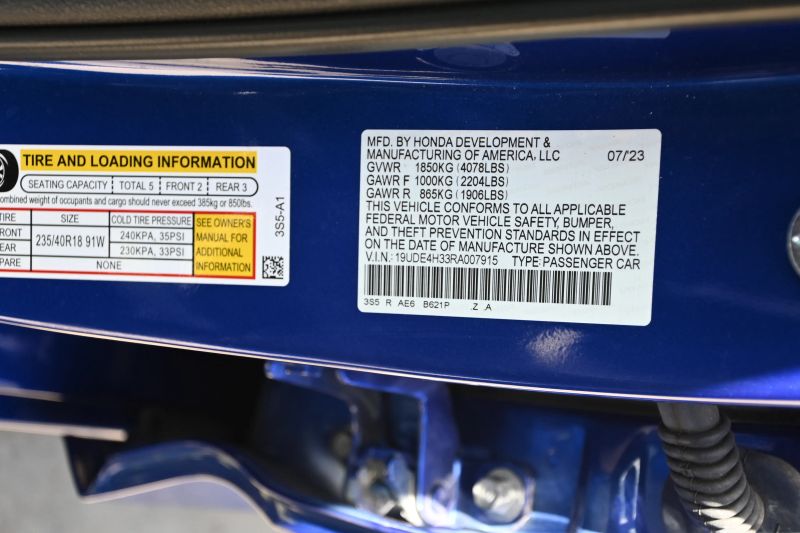 TIRE AND LOADING INFORMATION
SEATING CAPACITY TOTAL 5 FRONT 2 REAR 3
combined weight of occupants and cargo should never exceed 385kg or 850lbs.
TIRE SIZE COLD TIRE PRESSURE SEE OWNER'S MANUAL FOR ADDITIONAL INFORMATION
FRONT 235/40R18 91W 240KPA, 35PSI
REAR 230KPA, 33PSI
SPARE NONE
3S5-A1
MFD. BY HONDA DEVELOPMENT &
MANUFACTURING OF AMERICA, LLC 07/'23
GVWR 1850KG (4078LBS)
GAWR F 1000KG (2204LBS)
GAWR R 865KG (1906LBS)
THIS VEHICLE CONFORMS TO ALL APPLICABLE
FEDERAL MOTOR VEHICLE SAFETY, BUMPER,
AND THEFT PREVENTION STANDARDS IN EFFECT
ON THE DATE OF MANUFACTURE SHOWN ABOVE.
V.I.N.: 19UDE4H33RA007915 TYPE: PASSENGER CAR
3S5 R AE6 B621P .Z .A